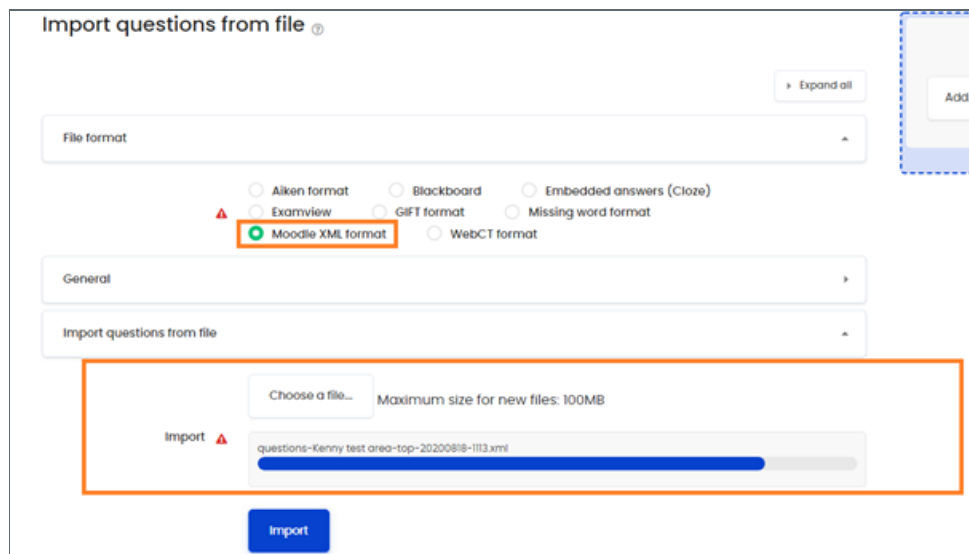 Import questions from file
Expand all
Add
File format
Aiken format Blackboard Embedded answers (Cloze)
Examview GIFT format Missing word format
Moodle XML format WebCT format
General
Import questions from file
Choose a file... Maximum size for new files: 100MB
Import
questions-Kenny test area-top-20200818-1113.xml
Import